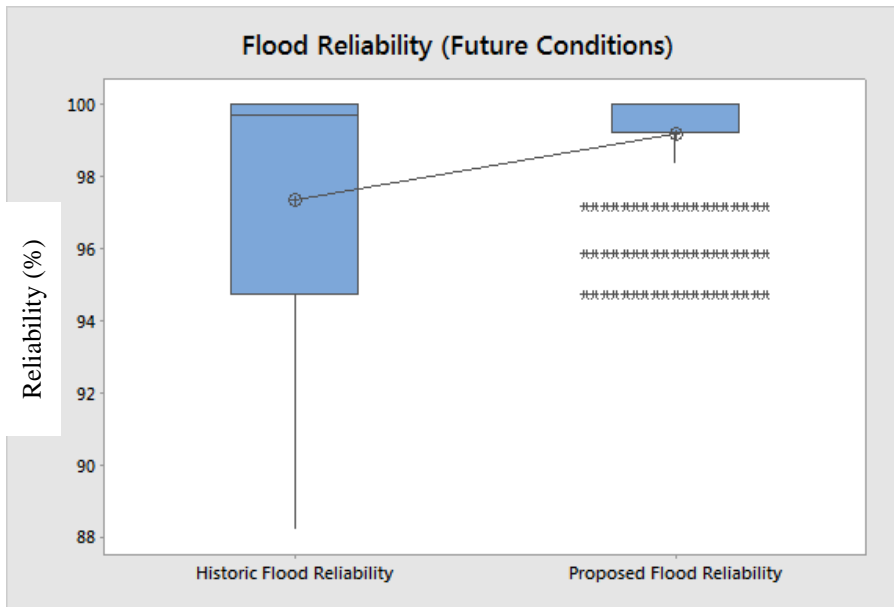 Flood Reliability (Future Conditions)
Reliability (%)
100
98
96
94
92
90
88
Historic Flood Reliability
Proposed Flood Reliability